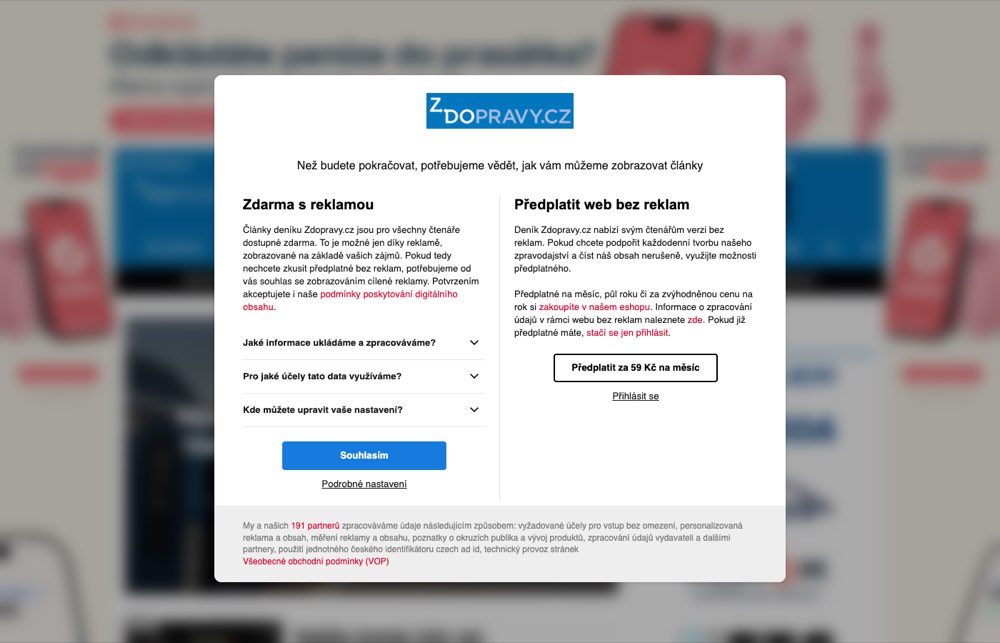 Odkládáte peníze do prasátka?
ZDOPRAVY.CZ
Než budete pokračovat, potřebujeme vědět, jak vám můžeme zobrazovat články
Zdarma s reklamou
Články deníku Zdopravy.cz jsou pro všechny čtenáře
dostupné zdarma. To je možné jen díky reklamě,
zobrazované na základě vašich zájmů. Pokud tedy
nechcete zkusit předplatné bez reklam, potřebujeme od
vás souhlas se zobrazováním cílené reklamy. Potvrzením
akceptujete i naše podmínky poskytování digitálního
obsahu.
Jaké informace ukládáme a zpracováváme?
Pro jaké účely tato data využíváme?
Kde můžete upravit vaše nastavení?
Souhlasím
Podrobné nastavení
Předplatit web bez reklam
Deník Zdopravy.cz nabízí svým čtenářům verzi bez
reklam. Pokud chcete podpořit každodenní tvorbu našeho
zpravodajství a číst náš obsah nerušeně, využijte možnosti
předplatného.
Předplatné na měsíc, půl roku či za zvýhodněnou cenu na
rok si zakoupíte v našem eshopu. Informace o zpracování
údajů v rámci webu bez reklam naleznete zde. Pokud již
předplatné máte, stačí se jen přihlásit.
Předplatit za 59 Kč na měsíc
Přihlásit se
My a našich 191 partnerů zpracováváme údaje následujícím způsobem: vyžadované účely pro vstup bez omezení, personalizovaná
reklama a obsah, měření reklamy a obsahu, poznatky o okruzích publika a vývoj produktů, zpracování údajů vydavateli a dalšími
partnery, použití jednotného českého identifikátoru czech ad id, technický provoz stránek
Všeobecné obchodní podmínky (VOP)